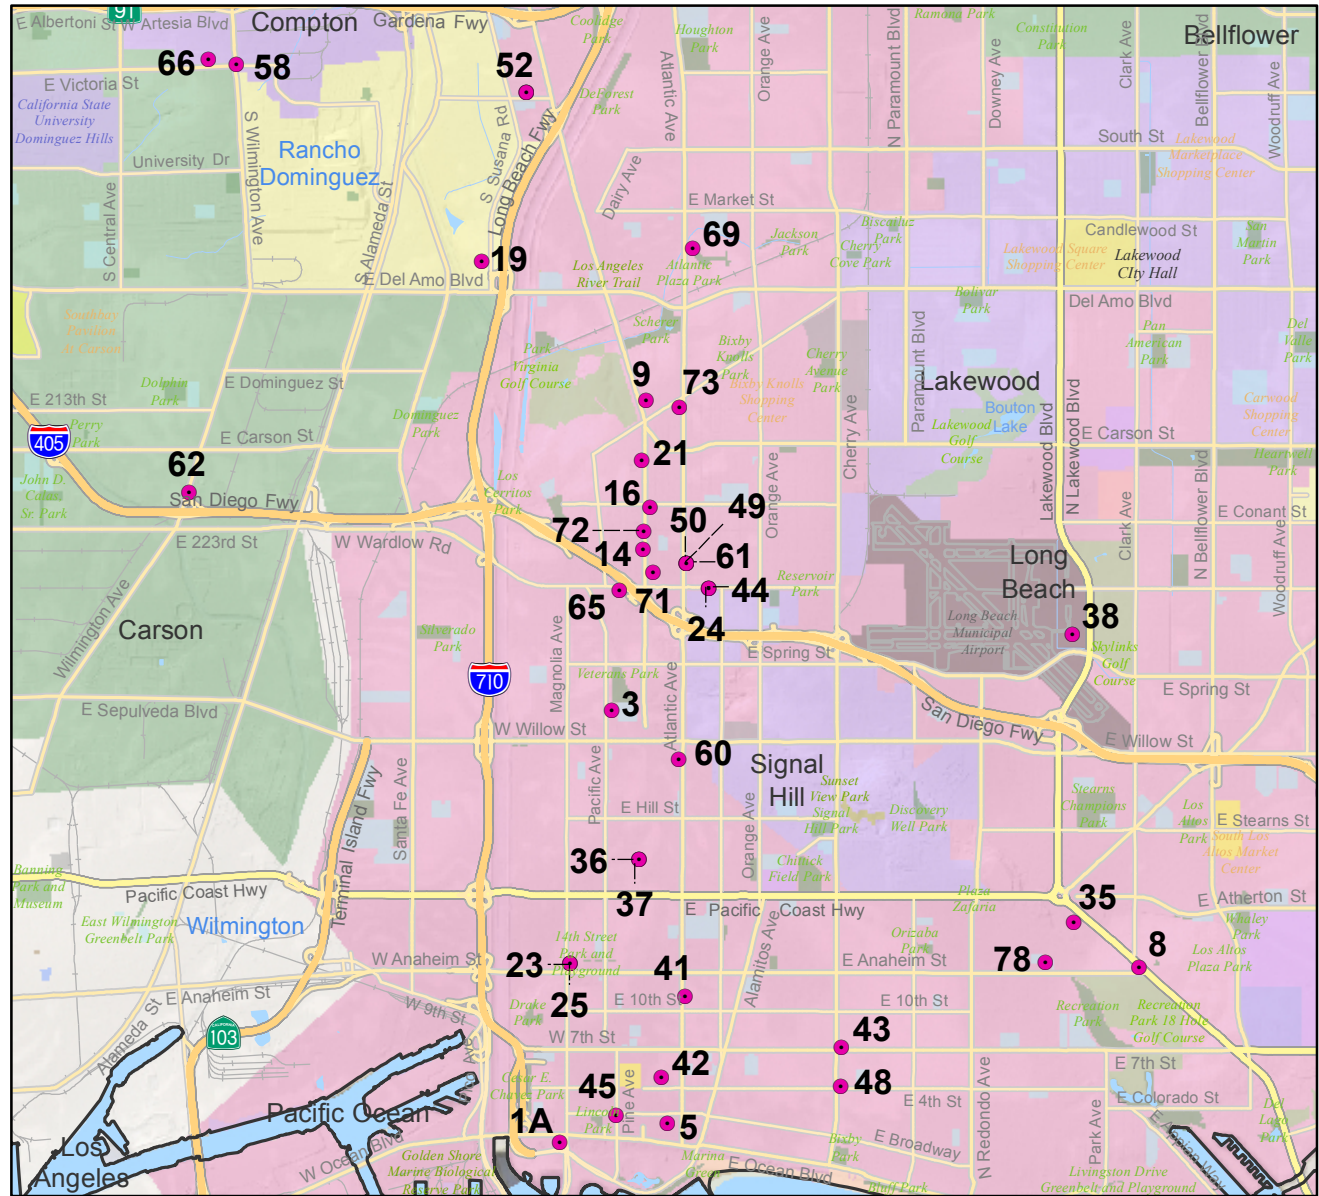 91
E Albertoni St
W Artesia Blvd
Compton
Gardena Fwy
Coolidge
Park
Houghton
Park
Atlantic Ave
Orange Ave
Ramona Park
N Paramount Blvd
Downey Ave
Constitution
Park
Clark Ave
Bellflower
Bellflower Blvd
Woodruff Ave
66
58
52
E Victoria St
California State
University
Dominguez Hills
DeForest
Park
S Wilmington Ave
Rancho
Dominguez
University Dr
S Central Ave
S Alameda St
S Susana Rd
Long Beach Fwy
Dairy Ave
South St
Lakewood
Marketplace
Shopping Center
E Market St
69
Jackson
Park
Biscailuz
Park
Cherry
Cove Park
Candlewood St
Lakewood Square
Shopping Center
Lakewood
CIty Hall
San
Martin
Park
19
E Del Amo Blvd
Los Angeles
River Trail
Atlantic
Plaza Park
Bolivar
Park
Del Amo Blvd
Southbay
Pavilion
@ Carson
Scherer
Park
Pan
American
Park
Del
Valle
Park
Park
Virginia
Golf Course
Bixby
Knolls
Park
Cherry
Avenue
Park
Paramount Blvd
9
73
Bixby Knolls
Shopping
Center
Lakewood
Bouton
Lake
Dolphin
Park
E Dominguez St
E 213th St
Dominguez
Park
Cherry Ave
Lakewood
Golf
Course
Lakewood Blvd
N Lakewood Blvd
Carwood
Shopping
Center
405
Perry
Park
E Carson St
E Carson St
Heartwell
Park
21
62
John D.
Calas
Sr. Park
San Diego Fwy
Los
Cerritos
Park
16
50
49
Orange Ave
Clark Ave
N Bellflower Blvd
E Conant St
72
E 223rd St
W Wardlow Rd
14
61
Long
Beach
Woodruff Ave
65
71
44
Reservoir
Park
24
Wilmington Ave
Carson
Silverado
Park
Magnolia Ave
Long Beach
Municipal
Airport
38
E Spring St
Skylinks
Golf
Course
710
Veterans Park
Atlantic Ave
E Spring St
E Sepulveda Blvd
3
W Willow St
San Diego Fwy
E Willow St
60
Signal
Hill
Pacific Ave
Sunset
View Park
Signal
Hill Park
Discovery
Well Park
Stearns
Champions
Park
Los
Altos
Park
Terminal Island Fwy
Santa Fe Ave
E Hill St
Orange Ave
E Stearns St
South Los
Altos Market
Center
36
Chittick
Field Park
Banning
Park and
Museum
Pacific Coast Hwy
37
E Pacific Coast Hwy
Plaza
Zafaria
35
E Atherton St
East Wilmington
Greenbelt Park
Wilmington
Alamitos Ave
Whaley
Park
14th Street
Park and
Playground
Orizaba
Park
W Anaheim St
23
41
E Anaheim St
78
8
Los Altos
Plaza Park
E Anaheim St
25
E 10th St
E 10th St
Drake
Park
W 9th St
Recreation
Park
Recreation
Park 18 Hole
Golf Course
CALIFORNIA
103
Alameda St
W 7th St
43
E 7th St
42
Cesar E.
Chavez Park
45
Pine Ave
48
E 4th St
N Redondo Ave
Park Ave
E Colorado St
Pacific Ocean
1A
Lincoln
Park
5
E Appian Way
Del
Lago
Park
Los
Angeles
W Ocean Blvd
Golden Shore
Marine Biological
Reserve Park
Marina
Green
E Ocean Blvd
Bixby
Park
E Broadway
Bluff Park
Livingston Drive
Greenbelt and Playground